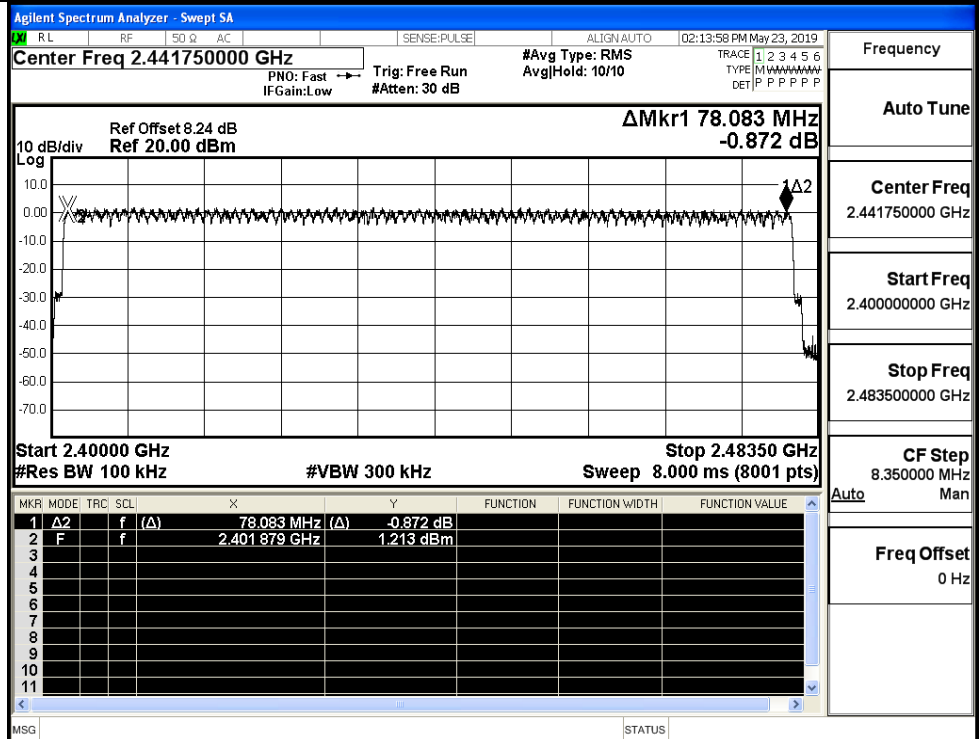 Agilent Spectrum Analyzer - Swept SA
LXI RL RF 50 Ω AC SENSE:PULSE ALIGN AUTO 02:13:58 PM May 23, 2019
Center Freq 2.441750000 GHz
PNO: Fast
IFGain:Low
Trig: Free Run
#Atten: 30 dB
#Avg Type: RMS
Avg|Hold: 10/10
TRACE 1 2 3 4 5 6
TYPE M WWWWW
DET P P P P P P
Ref Offset 8.24 dB
Ref 20.00 dBm
10 dB/div
Log
ΔMkr1 78.083 MHz
-0.872 dB
10.0
0.00
-10.0
-20.0
-30.0
-40.0
-50.0
-60.0
-70.0
2
1Δ2
Start 2.40000 GHz
Stop 2.48350 GHz
#Res BW 100 kHz
#VBW 300 kHz
Sweep 8.000 ms (8001 pts)
MKR MODE TRC SCL X Y FUNCTION FUNCTION WIDTH FUNCTION VALUE
1 Δ2 f (Δ) 78.083 MHz (Δ) -0.872 dB
2 F f 2.401 879 GHz 1.213 dBm
3
4
5
6
7
8
9
10
11
MSG
STATUS
Frequency
Auto Tune
Center Freq
2.441750000 GHz
Start Freq
2.400000000 GHz
Stop Freq
2.483500000 GHz
CF Step
8.350000 MHz
Auto Man
Freq Offset
0 Hz